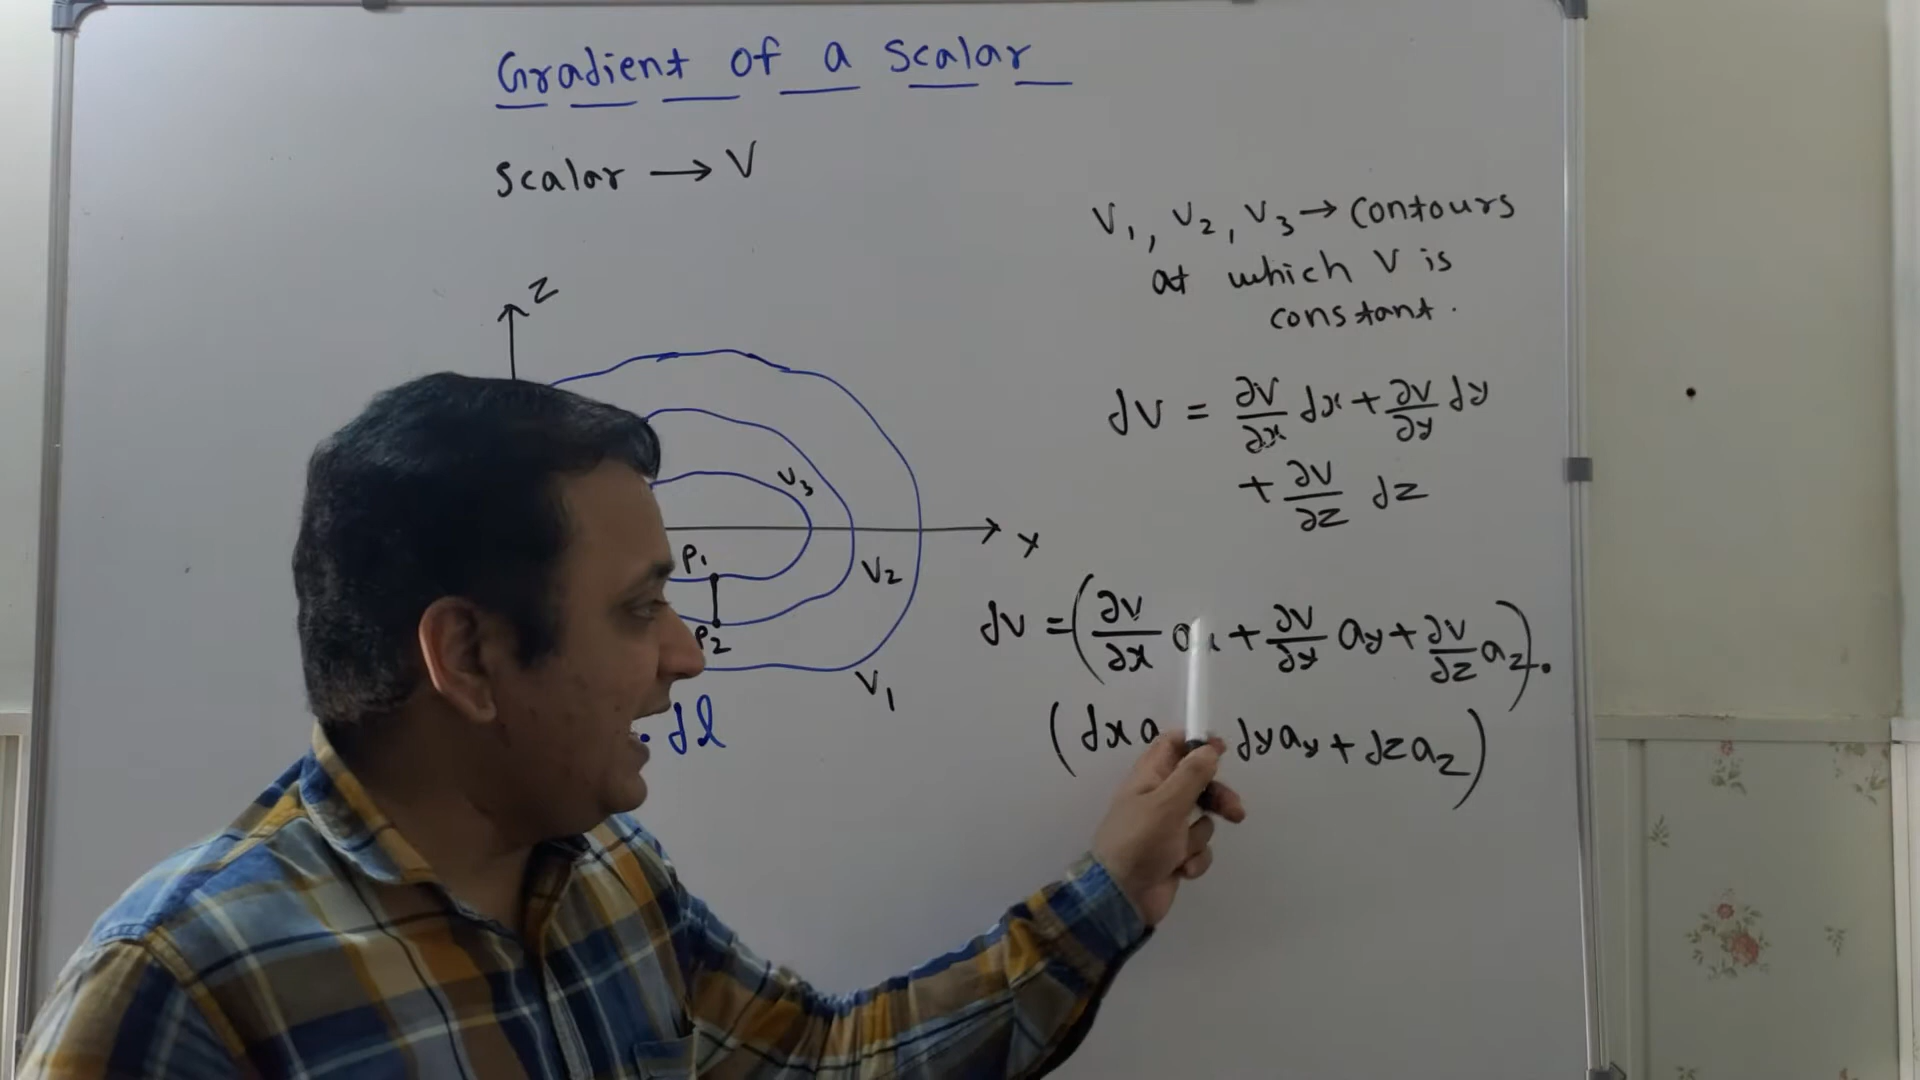 Gradient of a Scalar
Scalar → V
V₁, V₂, V₃ → Contours
at which V is
constant.
Z
V₃
P₁
V₂
P₂
V₁
. dl
dV = ∂V/∂x dx + ∂V/∂y dy
+ ∂V/∂z dz
dV = (∂V/∂x a + ∂V/∂y ay + ∂V/∂z az).
(dx a dy ay + dz az)